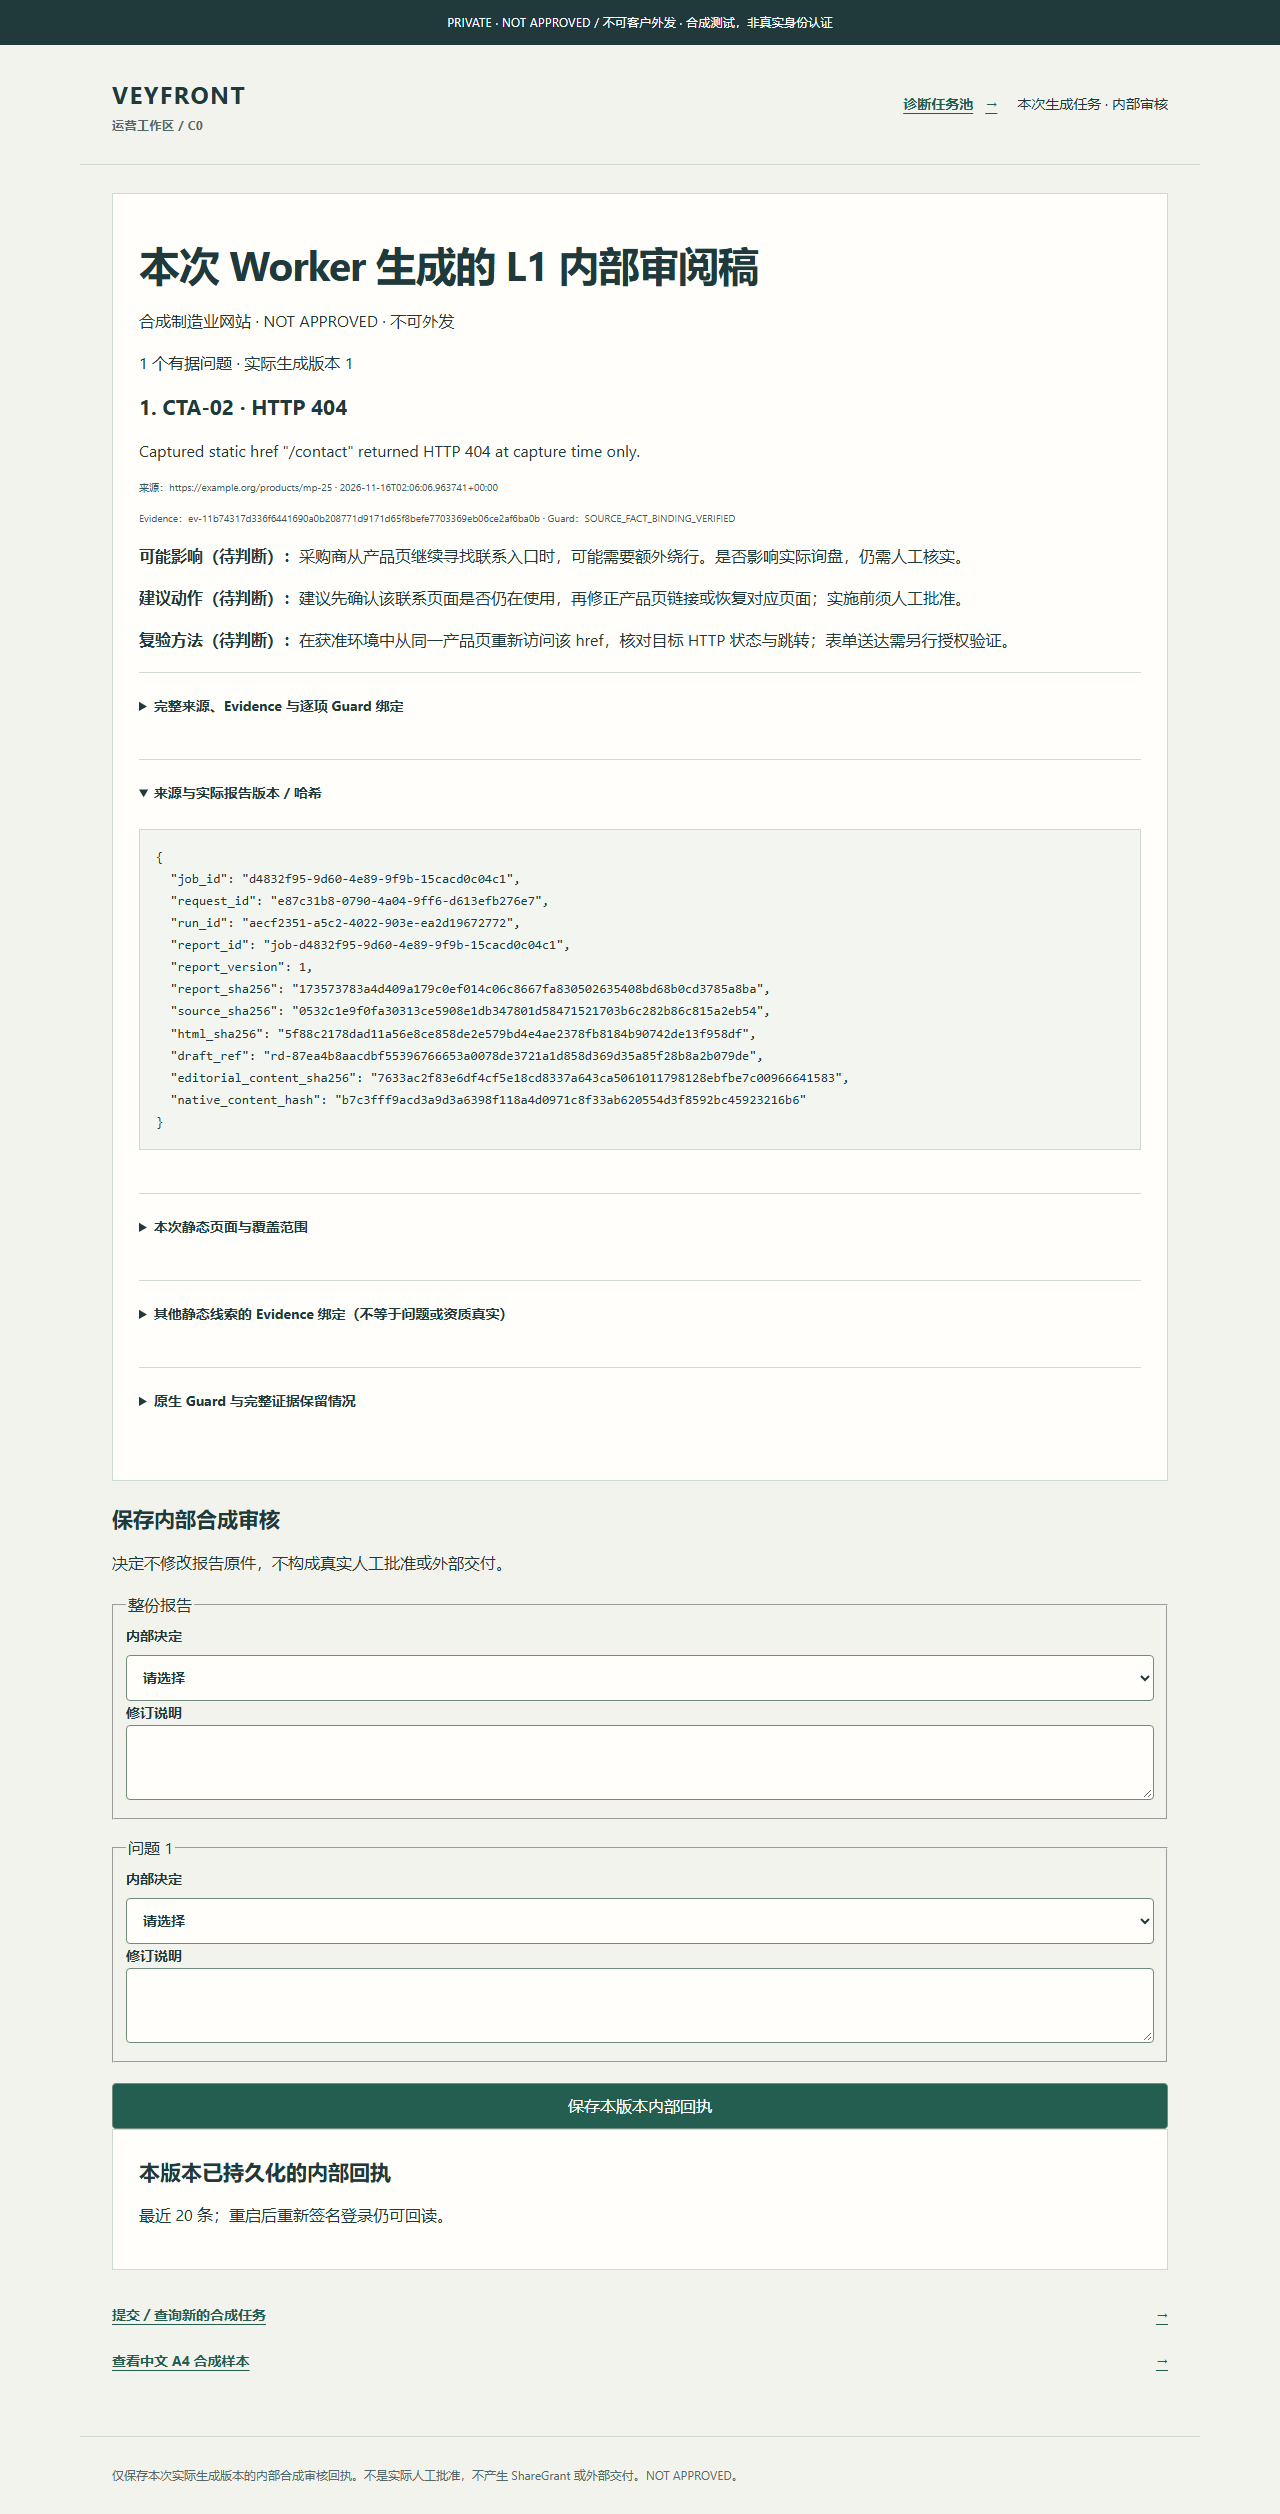 PRIVATE · NOT APPROVED / 不可客户外发 · 合成测试，非真实身份认证
VEYFRONT
运营工作区 / C0
诊断任务池 →
本次生成任务 · 内部审核
本次 Worker 生成的 L1 内部审阅稿
合成制造业网站 · NOT APPROVED · 不可外发
1 个有据问题 · 实际生成版本 1
1. CTA-02 · HTTP 404
Captured static href "/contact" returned HTTP 404 at capture time only.
来源：https://example.org/products/mp-25 · 2026-11-16T02:06:06.963741+00:00
Evidence：ev-11b74317d336f6441690a0b208771d9171d65f8befe7703369eb06ce2af6ba0b · Guard：SOURCE_FACT_BINDING_VERIFIED
可能影响（待判断）：采购商从产品页继续寻找联系入口时，可能需要额外绕行。是否影响实际询盘，仍需人工核实。
建议动作（待判断）：建议先确认该联系页面是否仍在使用，再修正产品页链接或恢复对应页面；实施前须人工批准。
复验方法（待判断）：在获准环境中从同一产品页重新访问该 href，核对目标 HTTP 状态与跳转；表单送达需另行授权验证。
▶ 完整来源、Evidence 与逐项 Guard 绑定
▼ 来源与实际报告版本 / 哈希
{
"job_id": "d4832f95-9d60-4e89-9f9b-15cacd0c04c1",
"request_id": "e87c31b8-0790-4a04-9ff6-d613efb276e7",
"run_id": "aecf2351-a5c2-4022-903e-ea2d19672772",
"report_id": "job-d4832f95-9d60-4e89-9f9b-15cacd0c04c1",
"report_version": 1,
"report_sha256": "173573783a4d409a179c0ef014c06c8667fa830502635408bd68b0cd3785a8ba",
"source_sha256": "0532c1e9f0fa30313ce5908e1db347801d58471521703b6c282b86c815a2eb54",
"html_sha256": "5f88c2178dad11a56e8ce858de2e579bd4e4ae2378fb8184b90742de13f958df",
"draft_ref": "rd-87ea4b8aacdbf55396766653a0078de3721a1d858d369d35a85f28b8a2b079de",
"editorial_content_sha256": "7633ac2f83e6df4cf5e18cd8337a643ca5061011798128ebfbe7c00966641583",
"native_content_hash": "b7c3fff9acd3a9d3a6398f118a4d0971c8f33ab620554d3f8592bc45923216b6"
}
▶ 本次静态页面与覆盖范围
▶ 其他静态线索的 Evidence 绑定（不等于问题或资质真实）
▶ 原生 Guard 与完整证据保留情况
保存内部合成审核
决定不修改报告原件，不构成真实人工批准或外部交付。
整份报告
内部决定
请选择
修订说明
问题 1
内部决定
请选择
修订说明
保存本版本内部回执
本版本已持久化的内部回执
最近 20 条；重启后重新签名登录仍可回读。
提交 / 查询新的合成任务 →
查看中文 A4 合成样本 →
仅保存本次实际生成版本的内部合成审核回执。不是实际人工批准，不产生 ShareGrant 或外部交付。NOT APPROVED。